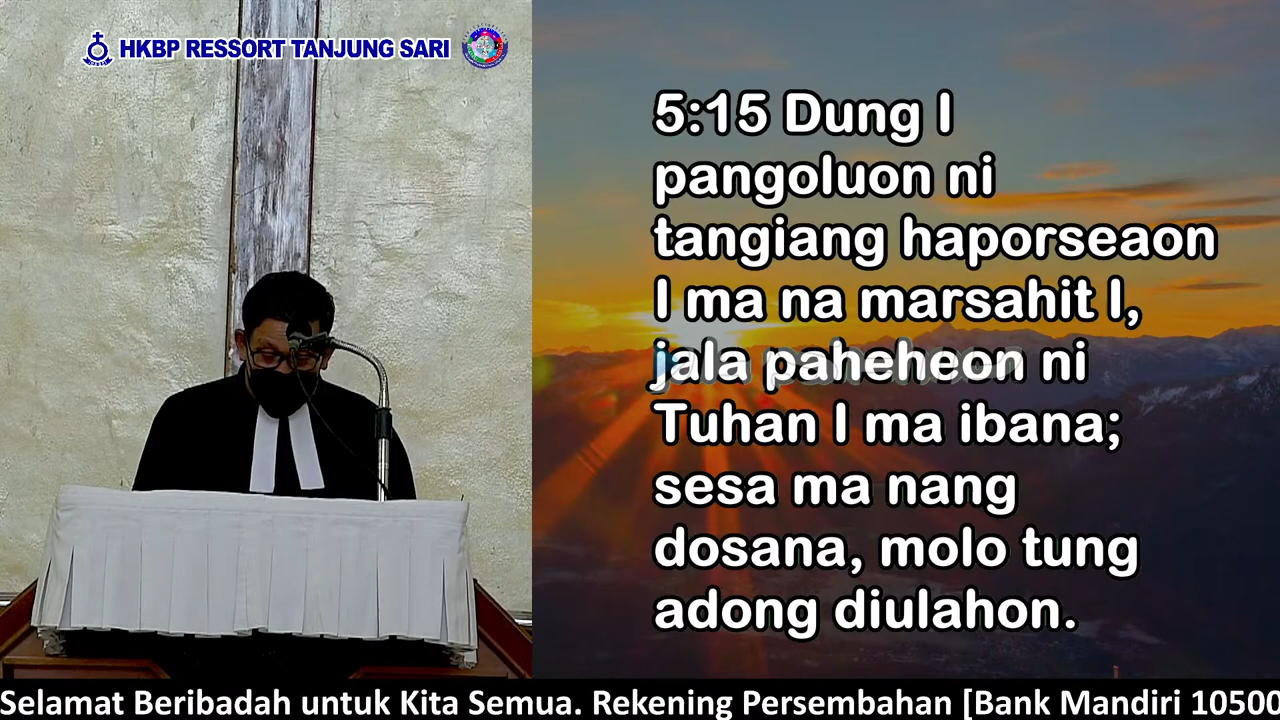 HKBP RESSORT TANJUNG SARI
5:15 Dung I
pangoluon ni
tangiang haporseaon
I ma na marsahit I,
jala paheheon ni
Tuhan I ma ibana;
sesa ma nang
dosana, molo tung
adong diulahon.
Selamat Beribadah untuk Kita Semua. Rekening Persembahan [Bank Mandiri 10500